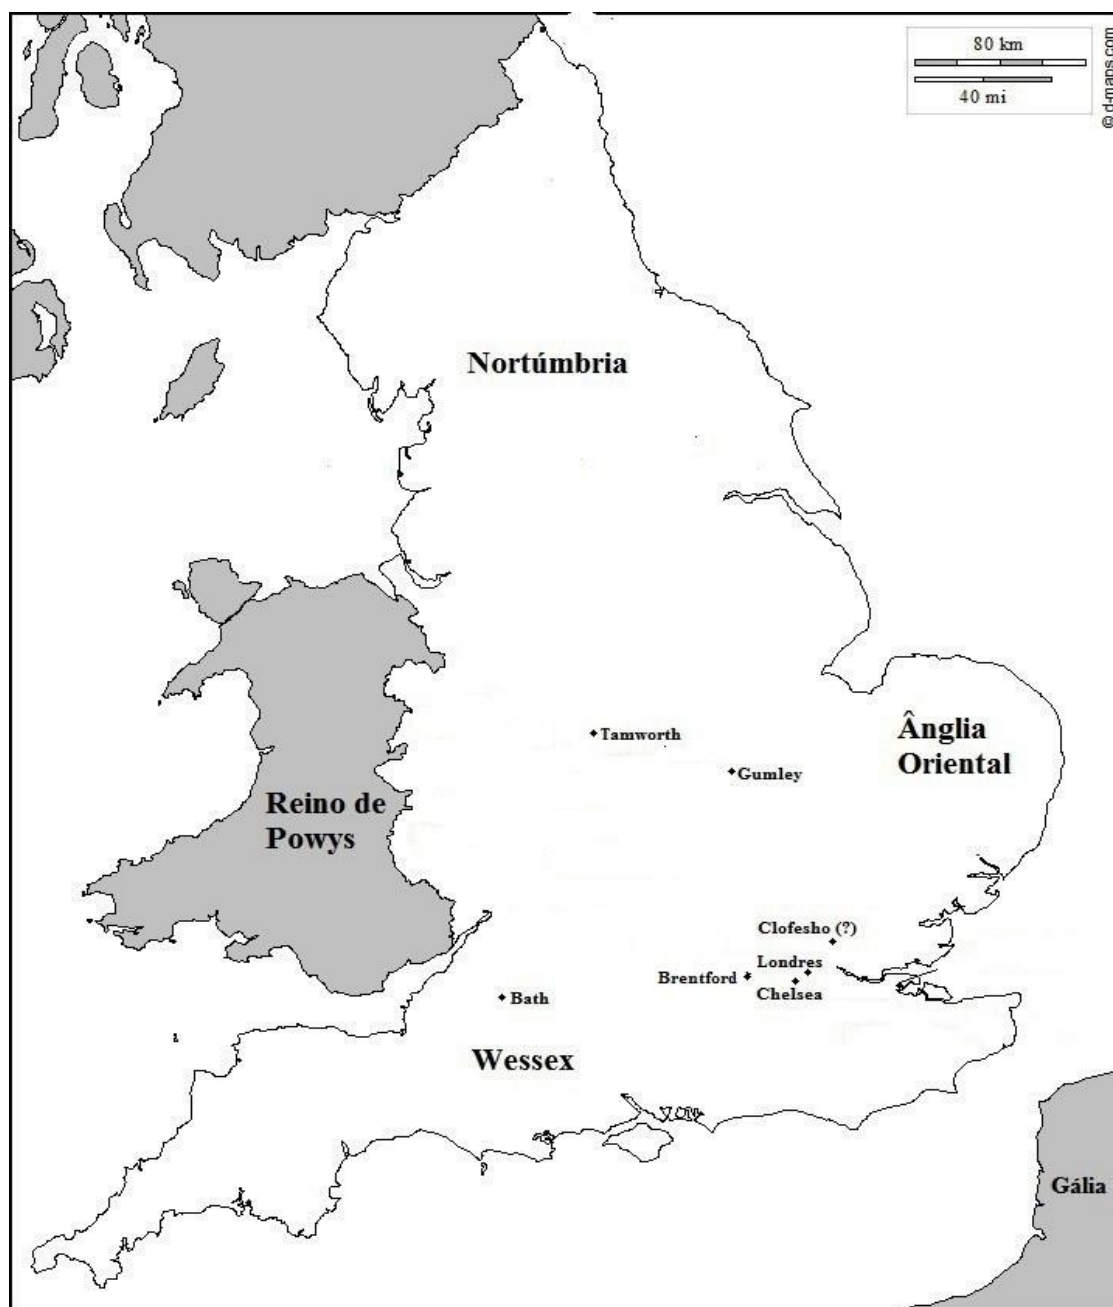 80 km
40 mi
© d-maps.com
Nortúmbria
Ânglia
Oriental
Tamworth
Gumley
Reino de
Powys
Clofesho (?)
Londres
Brentford
Chelsea
Bath
Wessex
Gália